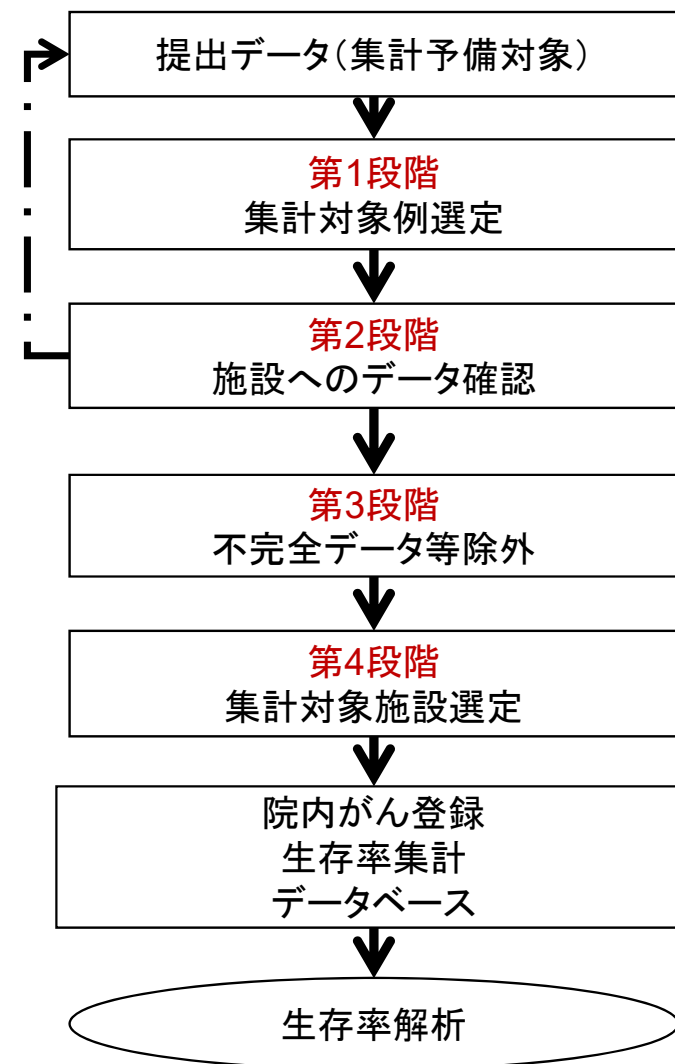 提出データ（集計予備対象）
第1段階
集計対象例選定
第2段階
施設へのデータ確認
第3段階
不完全データ等除外
第4段階
集計対象施設選定
院内がん登録
生存率集計
データベース
生存率解析